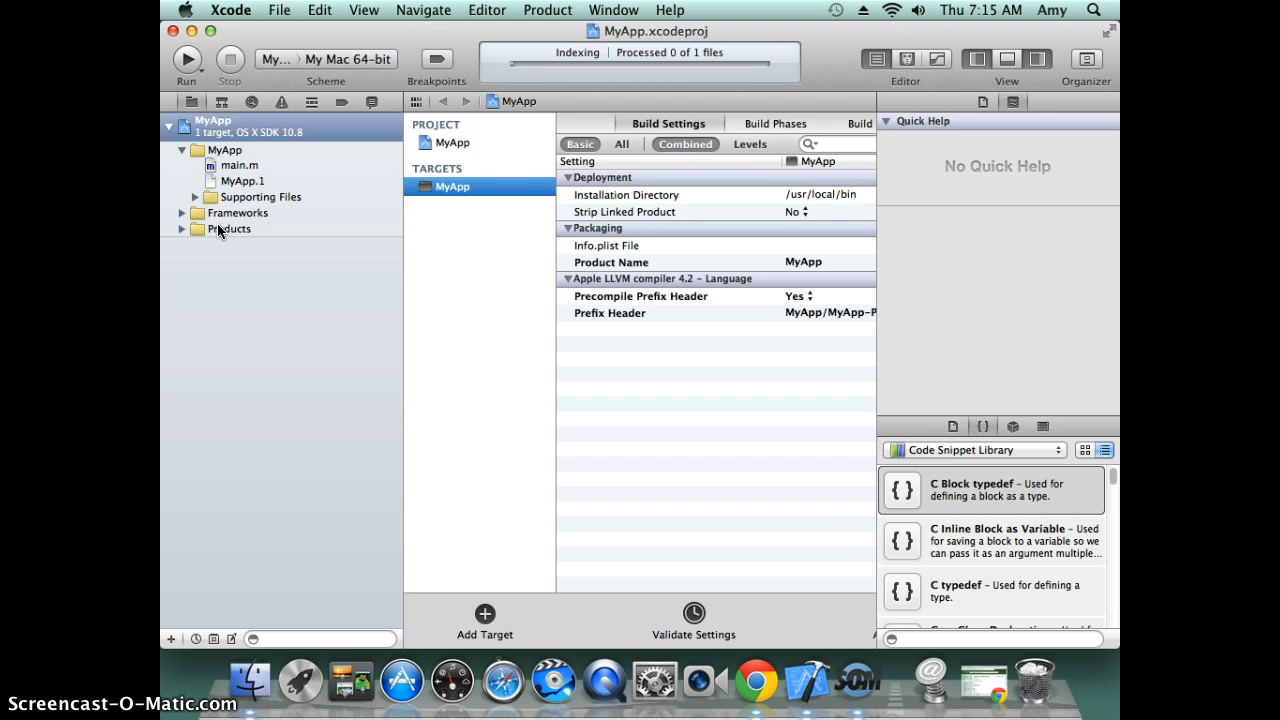 Xcode File Edit View Navigate Editor Product Window Help Thu 7:15 AM Amy
MyApp.xcodeproj
Indexing | Processed 0 of 1 files
My... My Mac 64-bit
Run Stop Scheme Breakpoints Editor View Organizer
MyApp
1 target, OS X SDK 10.8
MyApp
main.m
MyApp.1
Supporting Files
Frameworks
Products
MyApp
PROJECT
MyApp
TARGETS
MyApp
Build Settings Build Phases Build
Basic All Combined Levels
Setting MyApp
Deployment
Installation Directory /usr/local/bin
Strip Linked Product No
Packaging
Info.plist File
Product Name MyApp
Apple LLVM compiler 4.2 – Language
Precompile Prefix Header Yes
Prefix Header MyApp/MyApp-P
Add Target Validate Settings
Quick Help
No Quick Help
Code Snippet Library
C Block typedef – Used for
defining a block as a type.
C Inline Block as Variable – Used
for saving a block to a variable so we
can pass it as an argument multiple...
C typedef – Used for defining a
type.
SOM
Screencast-O-Matic.com